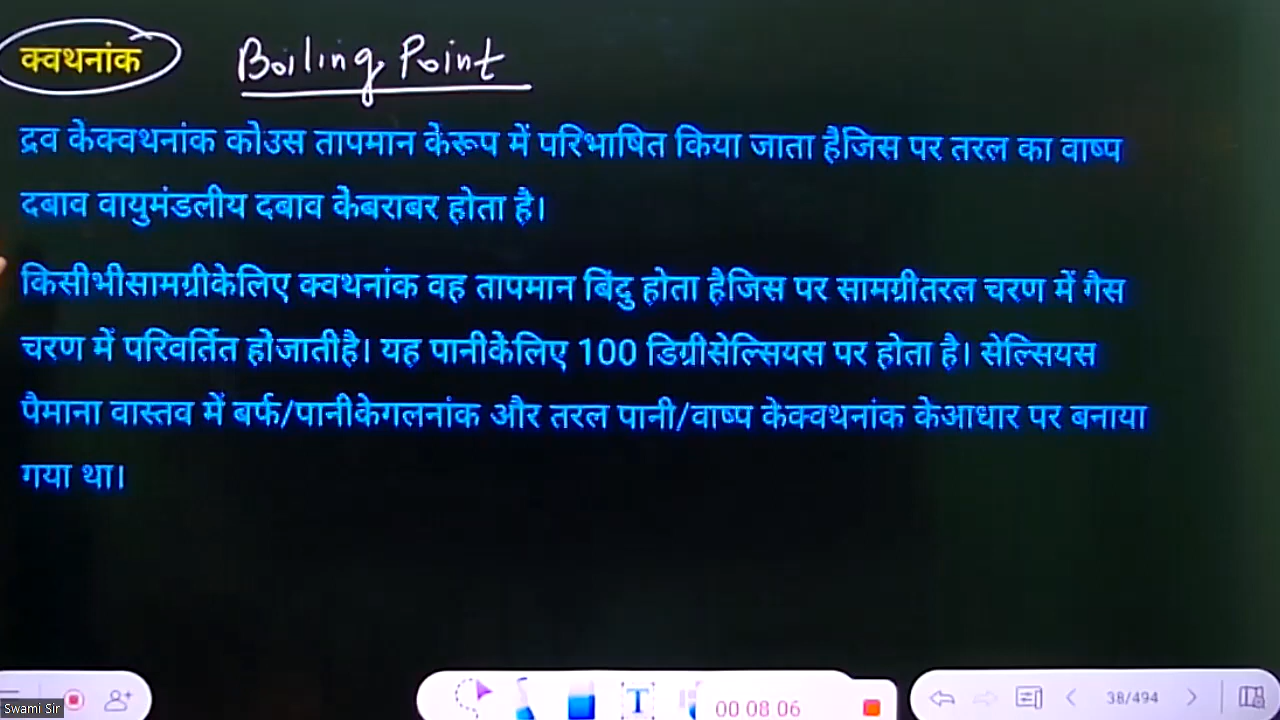 क्वथनांक Boiling Point
द्रव केक्वथनांक कोउस तापमान केरूप में परिभाषित किया जाता हैजिस पर तरल का वाष्प
दबाव वायुमंडलीय दबाव केबराबर होता है।
किसीभीसामग्रीकेलिए क्वथनांक वह तापमान बिंदु होता हैजिस पर सामग्रीतरल चरण में गैस
चरण में परिवर्तित होजातीहै। यह पानीकेलिए 100 डिग्रीसेल्सियस पर होता है। सेल्सियस
पैमाना वास्तव में बर्फ/पानीकेगलनांक और तरल पानी/वाष्प केक्वथनांक केआधार पर बनाया
गया था।
Swami Sir
T
00 08 06
38/494